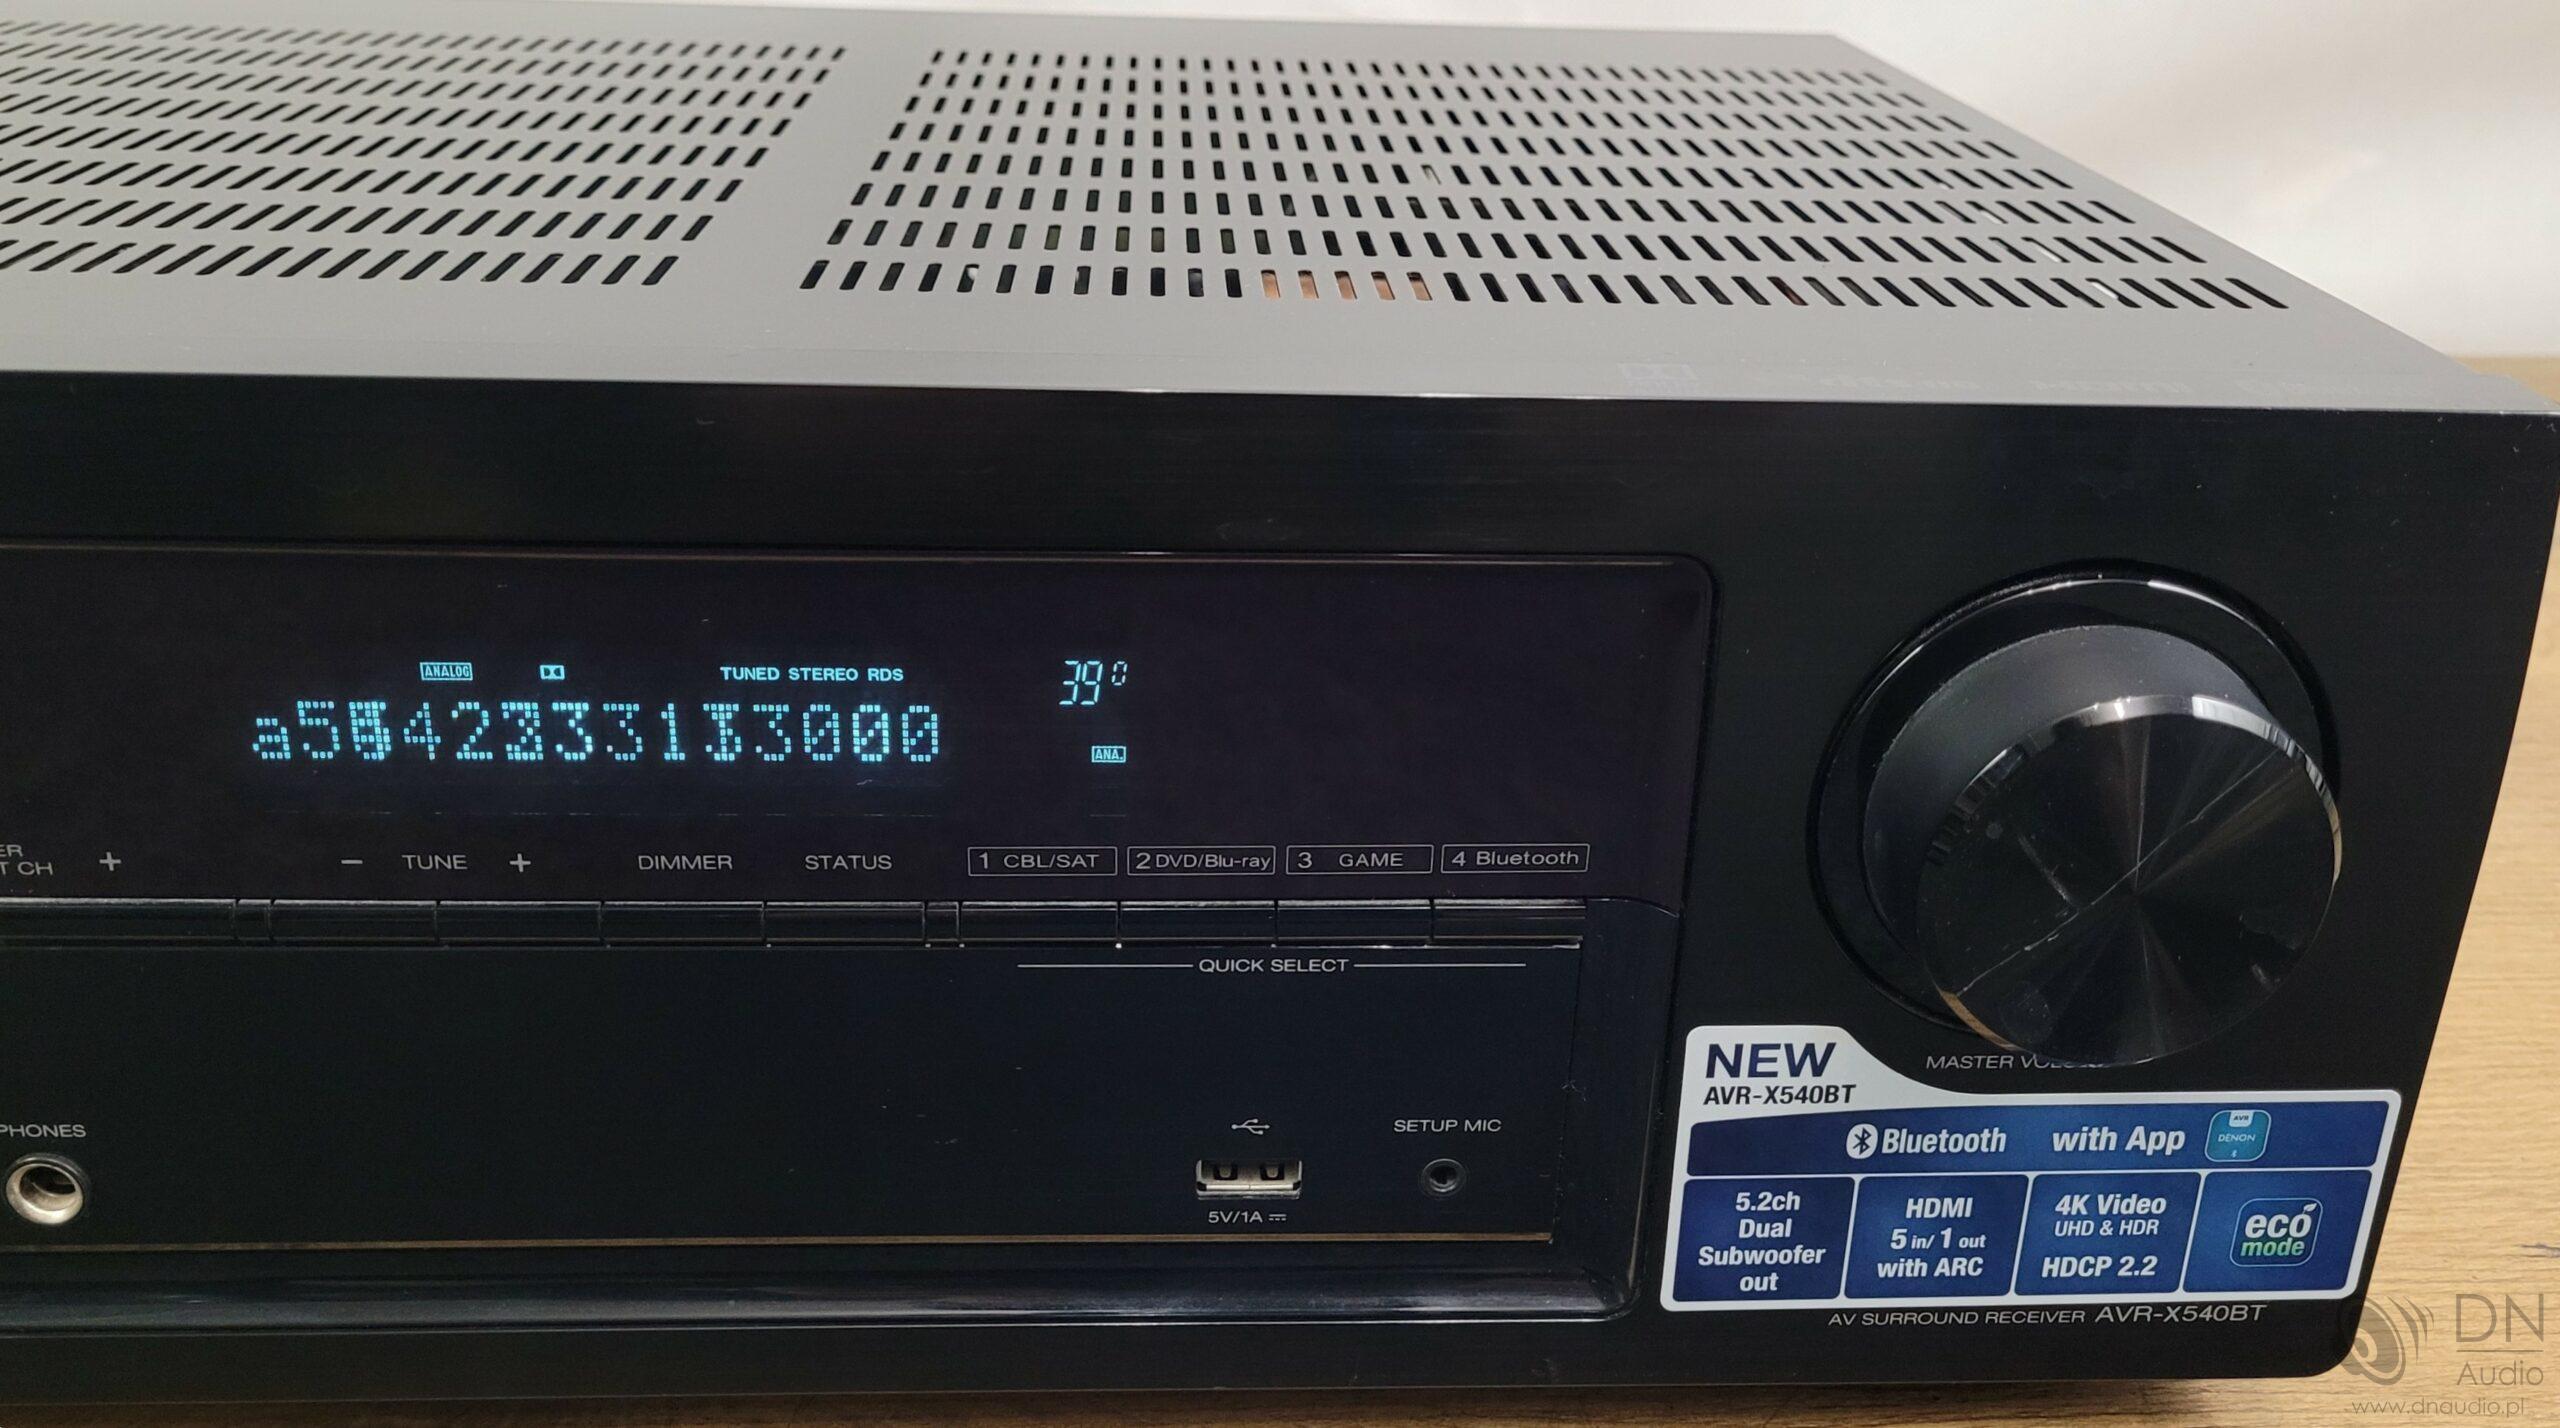 ANALOG
TUNED STEREO RDS
39
ANA.
CH +
− TUNE +
DIMMER
STATUS
1 CBL/SAT
2 DVD/Blu-ray
3 GAME
4 Bluetooth
QUICK SELECT
MASTER
PHONES
5V/1A
SETUP MIC
NEW
AVR-X540BT
Bluetooth with App
AVR
DENON
5.2ch
Dual
Subwoofer
out
HDMI
5 in/ 1 out
with ARC
4K Video
UHD & HDR
HDCP 2.2
eco
mode
AV SURROUND RECEIVER AVR-X540BT
DN
Audio
www.dnaudio.pl